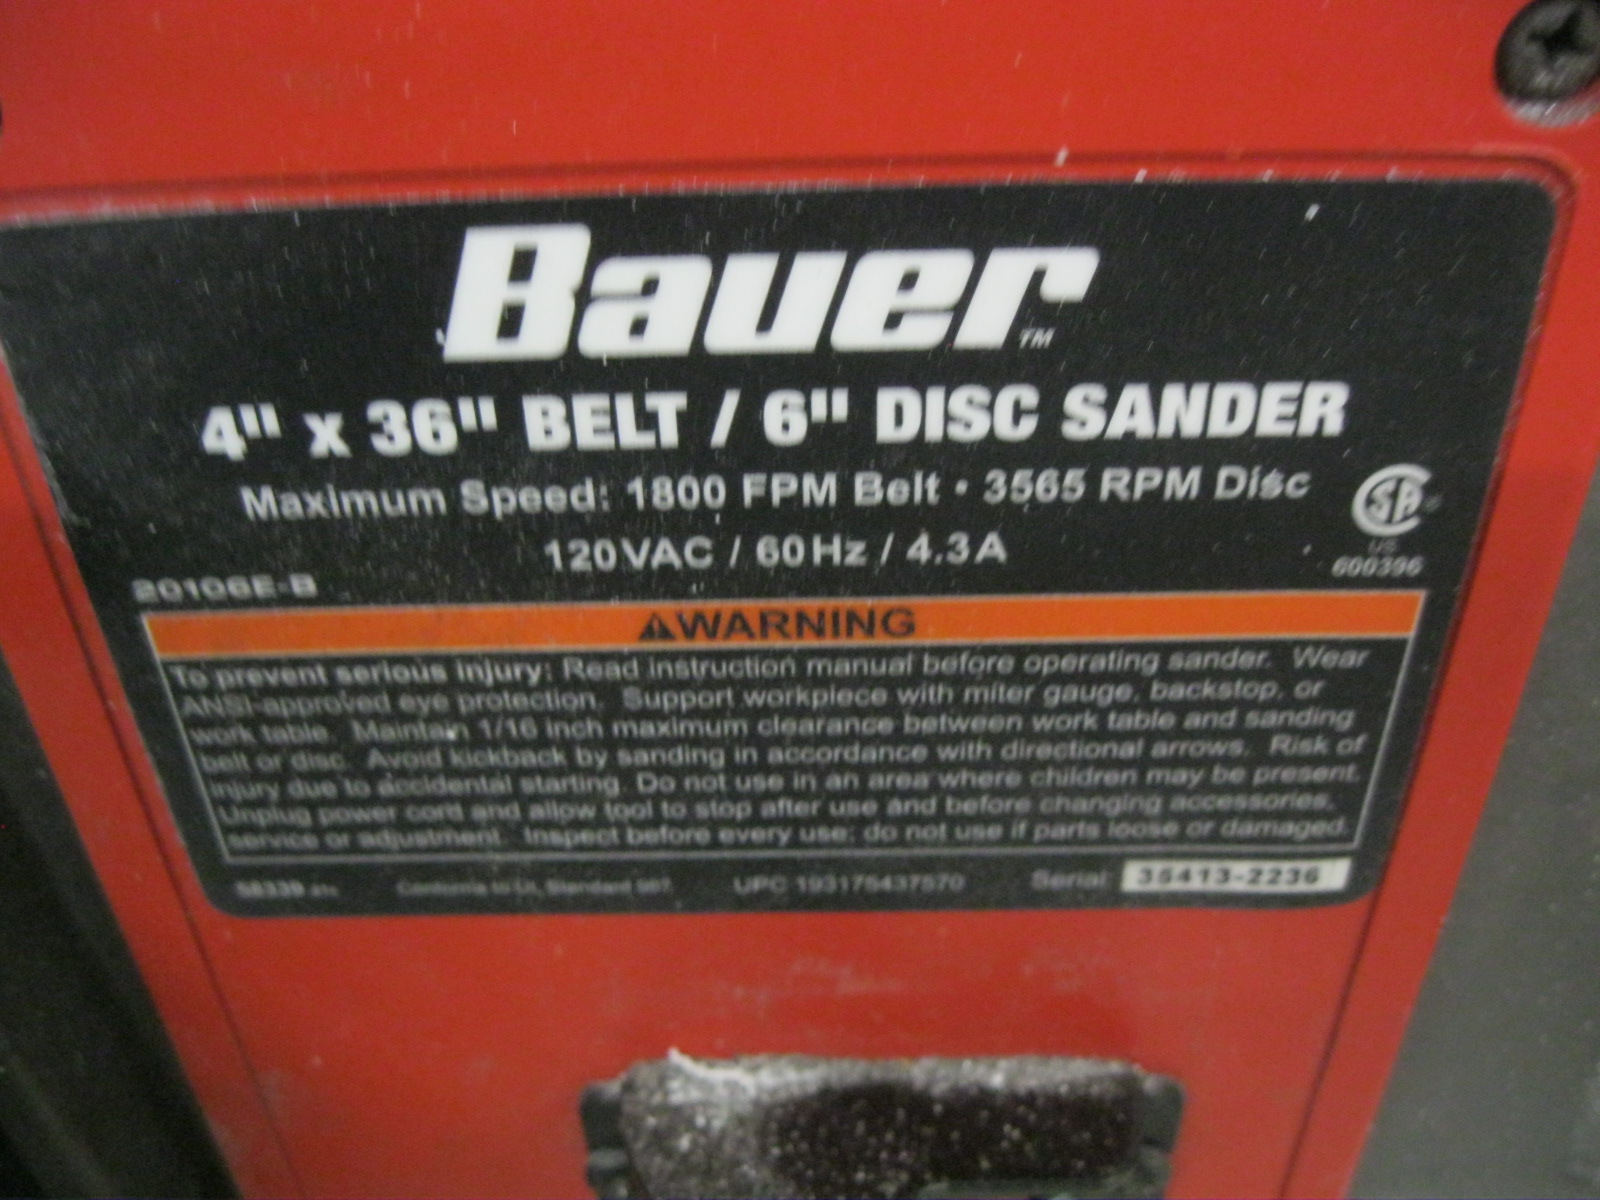 Bauer™
4" x 36" BELT / 6" DISC SANDER
Maximum Speed: 1800 FPM Belt • 3565 RPM Disc
120VAC / 60Hz / 4.3A
SA
US
600396
20106E-B
⚠WARNING
To prevent serious injury: Read instruction manual before operating sander. Wear
ANSI-approved eye protection. Support workpiece with miter gauge, backstop, or
work table. Maintain 1/16 inch maximum clearance between work table and sanding
belt or disc. Avoid kickback by sanding in accordance with directional arrows. Risk of
injury due to accidental starting. Do not use in an area where children may be present.
Unplug power cord and allow tool to stop after use and before changing accessories,
service or adjustment. Inspect before every use; do not use if parts loose or damaged.
Standard 987. UPC 193175437570 Serial: 35413-2236